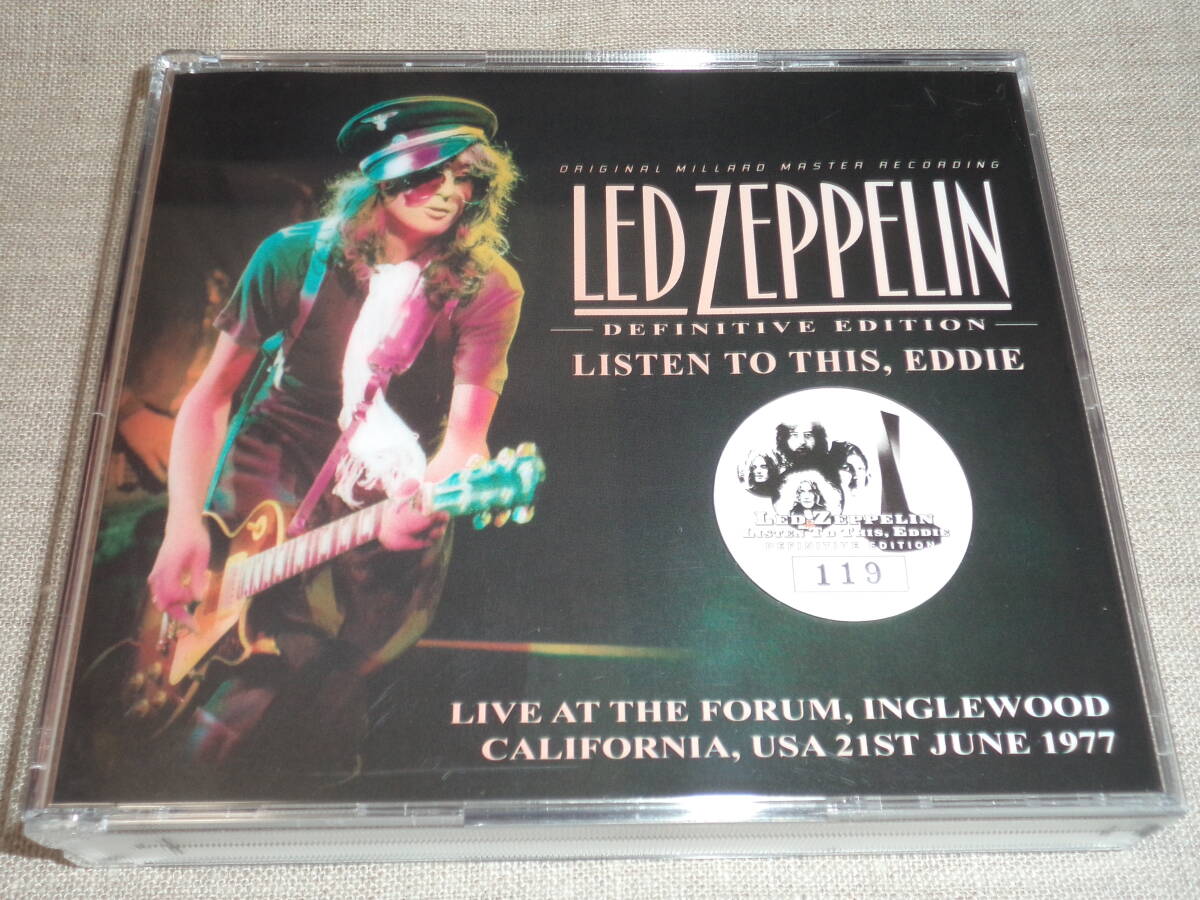 ORIGINAL MILLARD MASTER RECORDING
LED ZEPPELIN
DEFINITIVE EDITION
LISTEN TO THIS, EDDIE
LED ZEPPELIN
LISTEN TO THIS, EDDIE
DEFINITIVE EDITION
119
LIVE AT THE FORUM, INGLEWOOD
CALIFORNIA, USA 21ST JUNE 1977